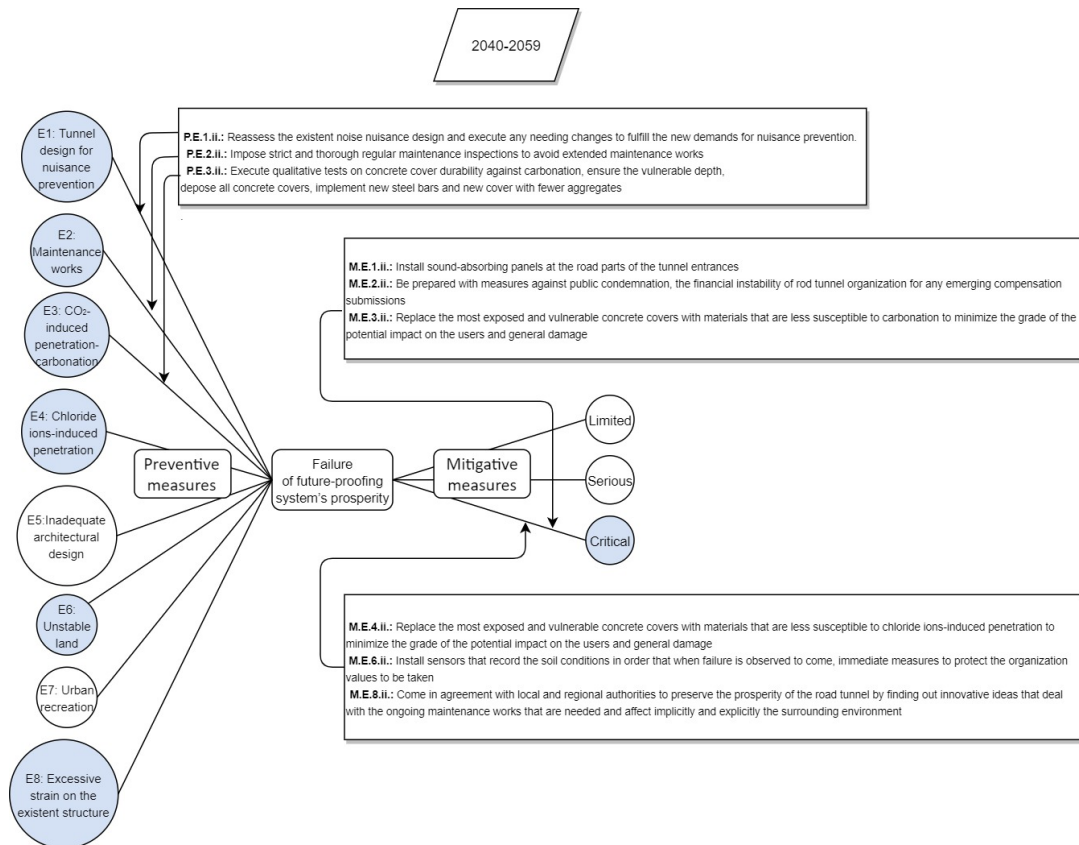 2040-2059
E1: Tunnel
design for
nuisance
prevention
P.E.1.ii.: Reassess the existent noise nuisance design and execute any needing changes to fulfill the new demands for nuisance prevention.
P.E.2.ii.: Impose strict and thorough regular maintenance inspections to avoid extended maintenance works
P.E.3.ii.: Execute qualitative tests on concrete cover durability against carbonation, ensure the vulnerable depth,
depose all concrete covers, implement new steel bars and new cover with fewer aggregates
.
E2:
Maintenance
works
M.E.1.ii.: Install sound-absorbing panels at the road parts of the tunnel entrances
M.E.2.ii.: Be prepared with measures against public condemnation, the financial instability of rod tunnel organization for any emerging compensation
submissions
M.E.3.ii.: Replace the most exposed and vulnerable concrete covers with materials that are less susceptible to carbonation to minimize the grade of the
potential impact on the users and general damage
E3: CO₂-
induced
penetration-
carbonation
E4: Chloride
ions-induced
penetration
Preventive
measures
Failure
of future-proofing
system's prosperity
Mitigative
measures
Limited
Serious
Critical
E5:Inadequate
architectural
design
E6:
Unstable
land
M.E.4.ii.: Replace the most exposed and vulnerable concrete covers with materials that are less susceptible to chloride ions-induced penetration to
minimize the grade of the potential impact on the users and general damage
M.E.6.ii.: Install sensors that record the soil conditions in order that when failure is observed to come, immediate measures to protect the organization
values to be taken
M.E.8.ii.: Come in agreement with local and regional authorities to preserve the prosperity of the road tunnel by finding out innovative ideas that deal
with the ongoing maintenance works that are needed and affect implicitly and explicitly the surrounding environment
E7: Urban
recreation
E8: Excessive
strain on the
existent structure